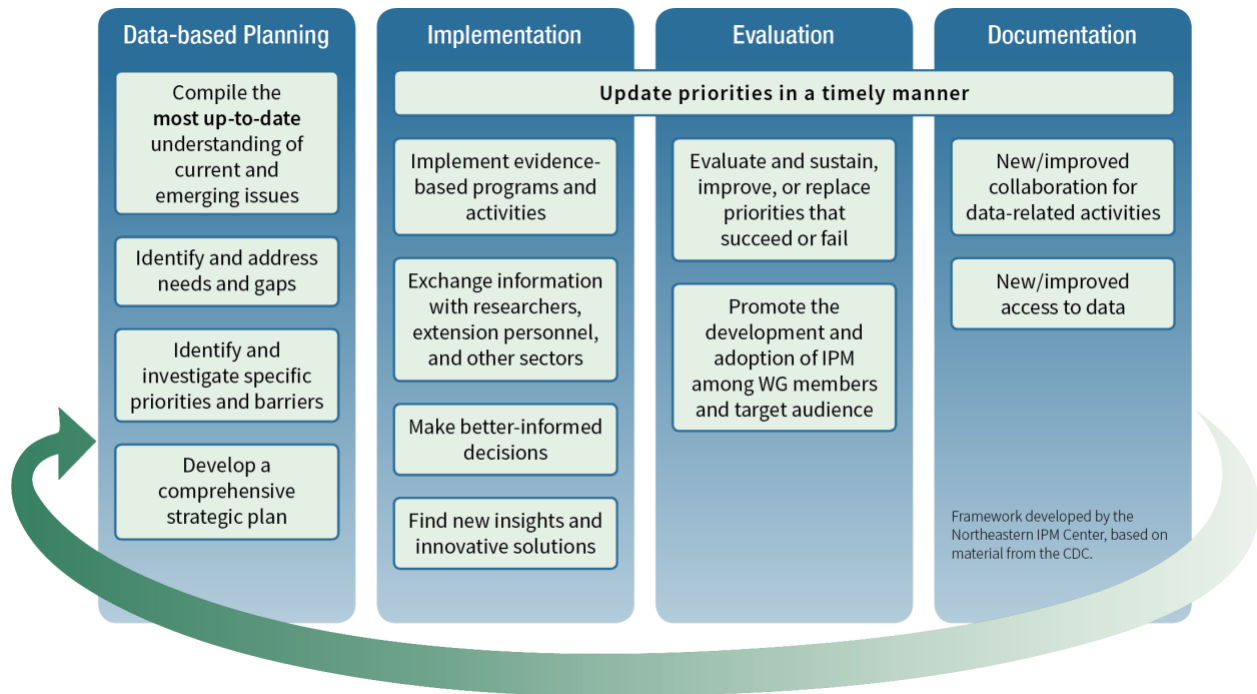 Data-based Planning
Compile the
most up-to-date
understanding of
current and
emerging issues
Identify and address
needs and gaps
Identify and
investigate specific
priorities and barriers
Develop a
comprehensive
strategic plan
Implementation
Evaluation
Documentation
Update priorities in a timely manner
Implement evidence-
based programs and
activities
Exchange information
with researchers,
extension personnel,
and other sectors
Make better-informed
decisions
Find new insights and
innovative solutions
Evaluate and sustain,
improve, or replace
priorities that
succeed or fail
Promote the
development and
adoption of IPM
among WG members
and target audience
New/improved
collaboration for
data-related activities
New/improved
access to data
Framework developed by the
Northeastern IPM Center, based on
material from the CDC.